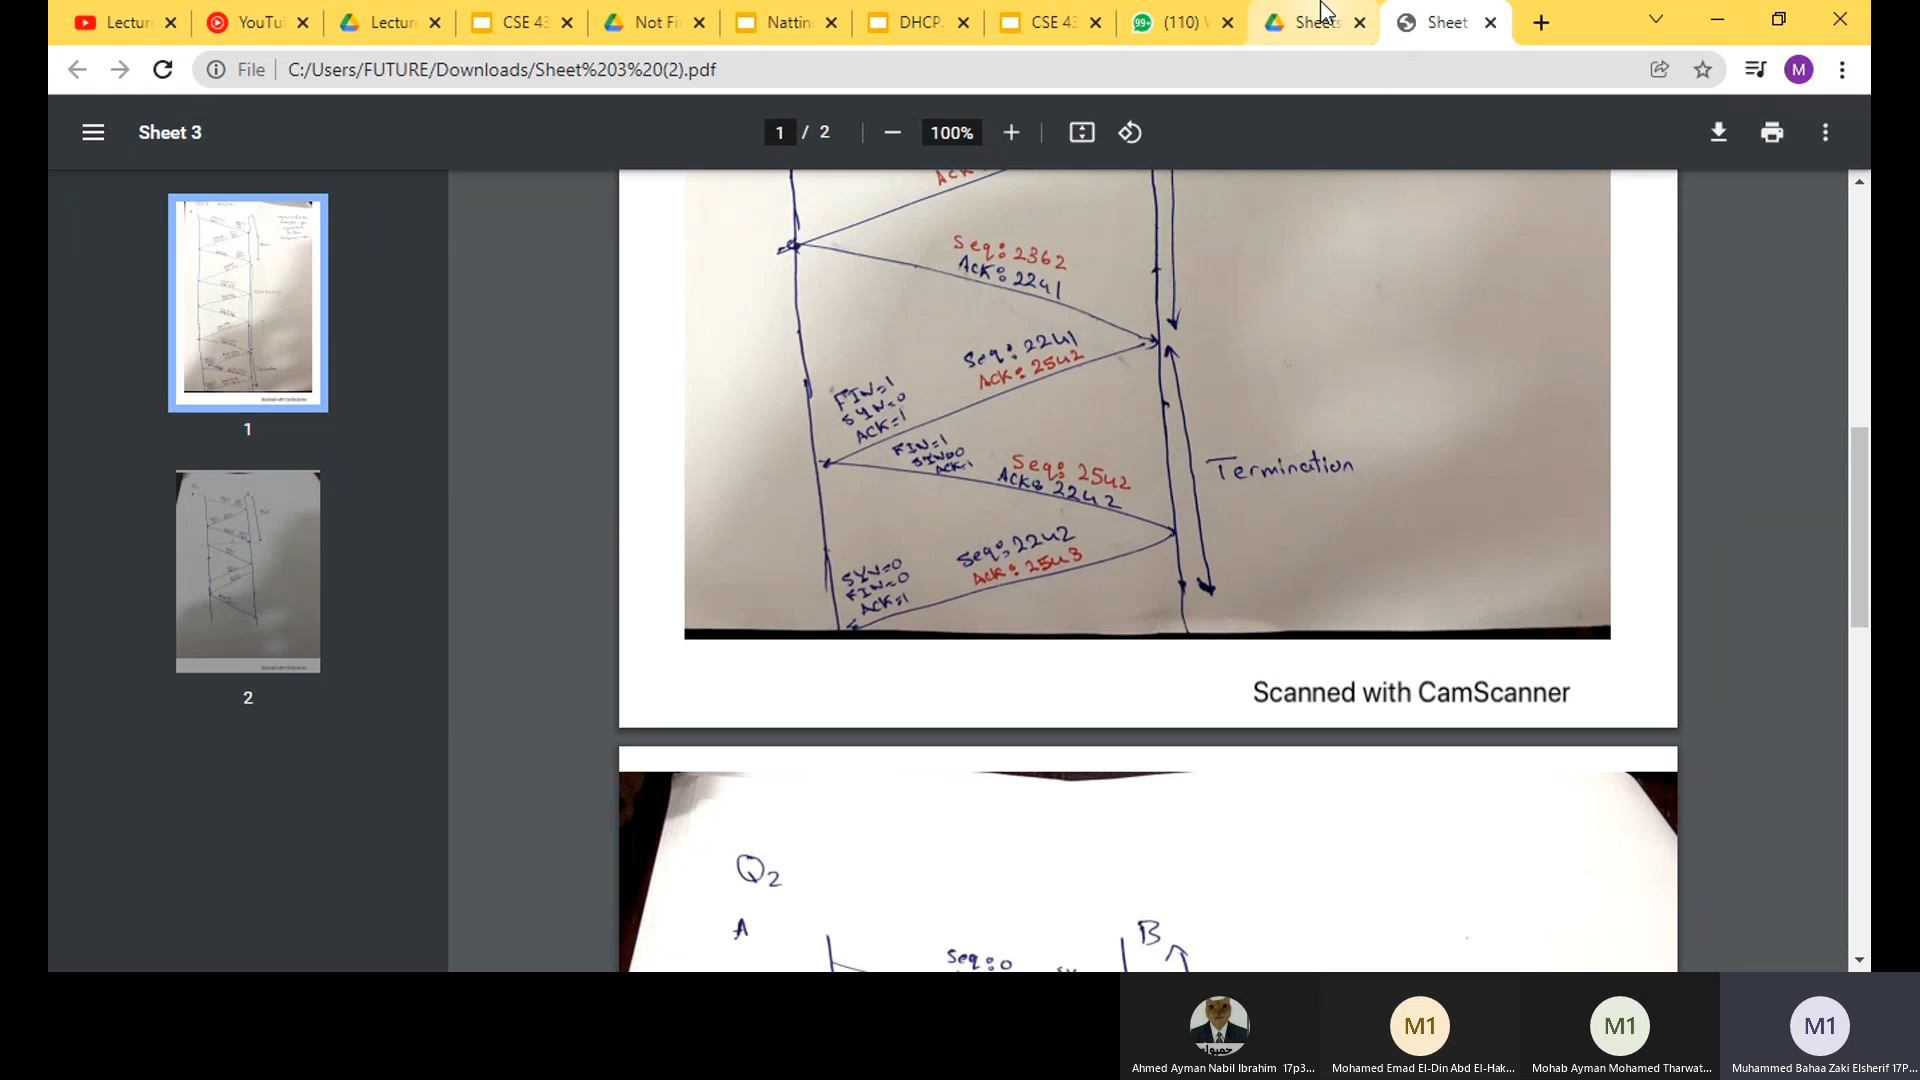 Lectur
YouTu
Lectur
CSE 43
Not Fi
Nattin
DHCP
CSE 43
99+
(110)
Sheets
Sheet
File
C:/Users/FUTURE/Downloads/Sheet%203%20(2).pdf
M
Sheet 3
1 / 2
100%
1
2
ACK
Seq: 2362
Ack: 2241
Seq: 2241
ACK: 2542
FIN=1
SYN=0
ACK=1
FIN=1
SYN=0
ACK=1
Seq: 2542
ACK: 2242
Termination
Seq: 2242
ACK: 2543
SYN=0
FIN=0
ACK=1
Scanned with CamScanner
Q2
A
B
Seq: 0
Ahmed Ayman Nabil Ibrahim 17p3...
M1
Mohamed Emad El-Din Abd El-Hak...
M1
Mohab Ayman Mohamed Tharwat...
M1
Muhammed Bahaa Zaki Elsherif 17P...